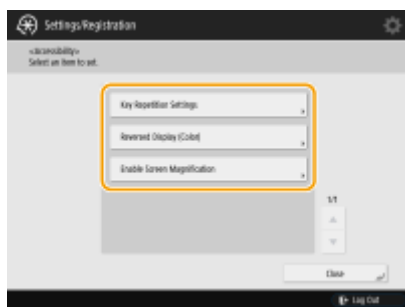 Settings/Registration
<Accessibility>
Select an item to set.
Key Repetition Settings
Reversed Display (Color)
Enable Screen Magnification
1/1
Close
Log Out